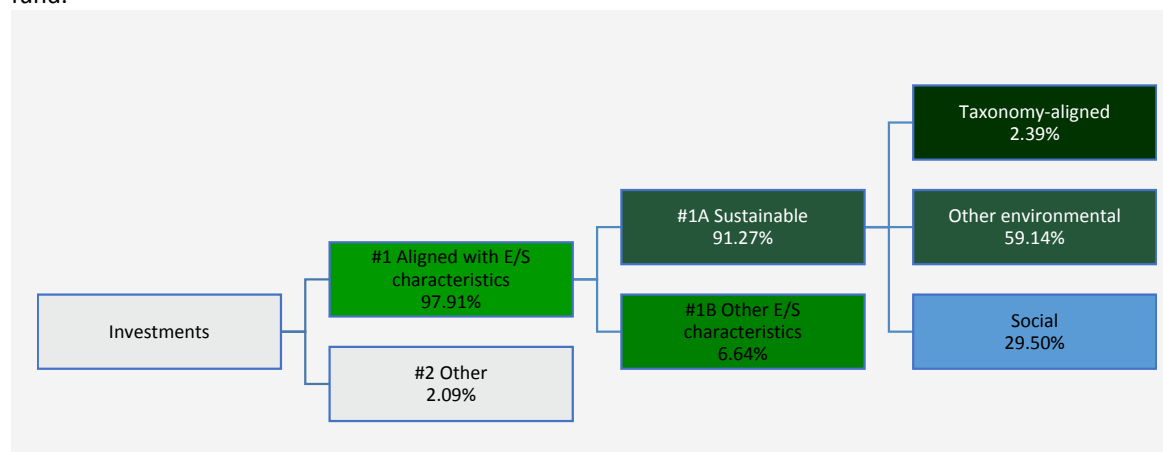 Taxonomy-aligned
2.39%
#1A Sustainable
91.27%
Other environmental
59.14%
#1 Aligned with E/S
characteristics
97.91%
Investments
#1B Other E/S
characteristics
6.64%
Social
29.50%
#2 Other
2.09%